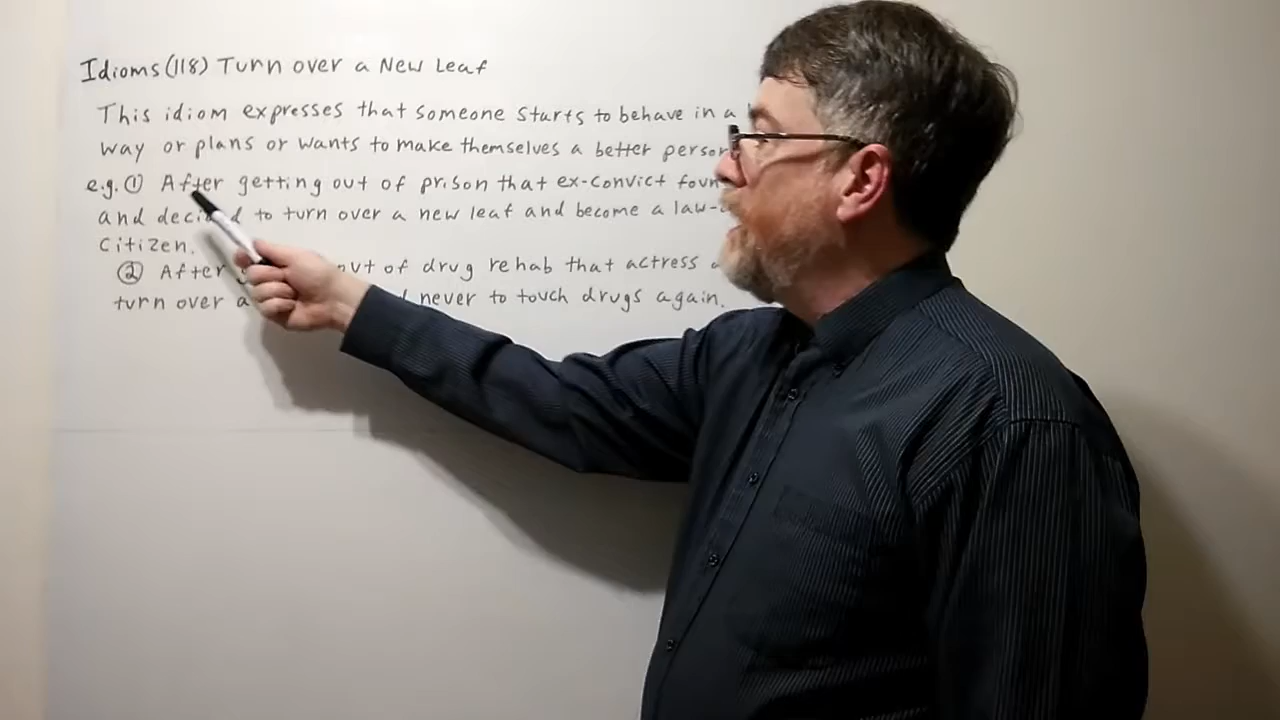 Idioms (118) Turn over a New Leaf
This idiom expresses that someone starts to behave in a
way or plans or wants to make themselves a better person
e.g. ① After getting out of prison that ex-convict
and to turn over a new leaf and become a law-
Citizen.
② After out of drug rehab that actress
turn over a never to touch drugs again.